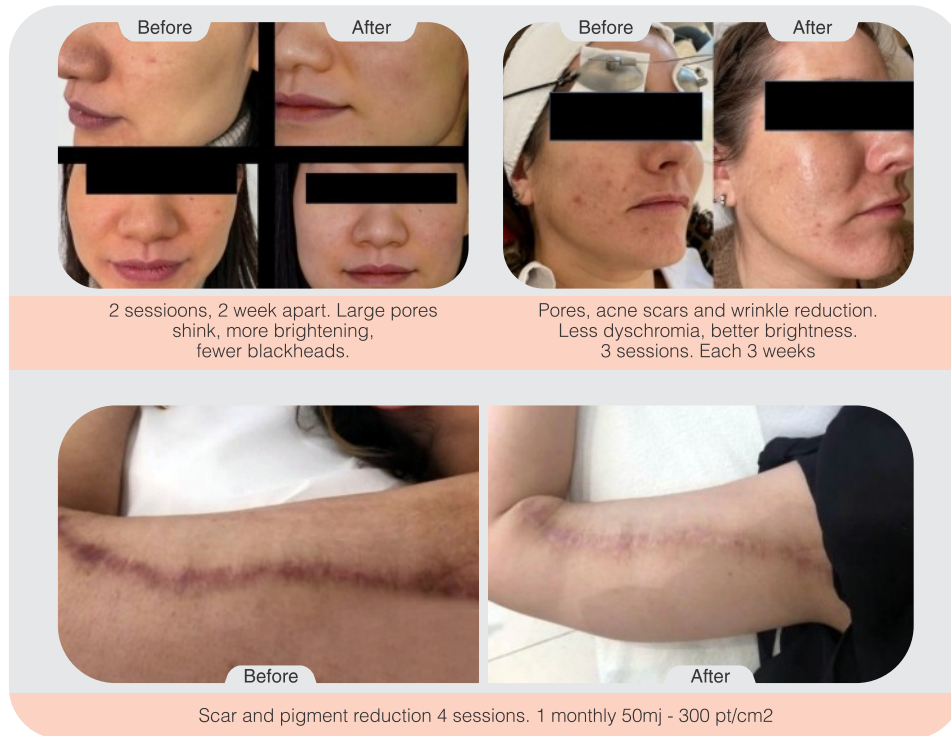 Before
After
Before
After
2 sessioons, 2 week apart. Large pores
shink, more brightening,
fewer blackheads.
Pores, acne scars and wrinkle reduction.
Less dyschromia, better brightness.
3 sessions. Each 3 weeks
Before
After
Scar and pigment reduction 4 sessions. 1 monthly 50mj - 300 pt/cm2